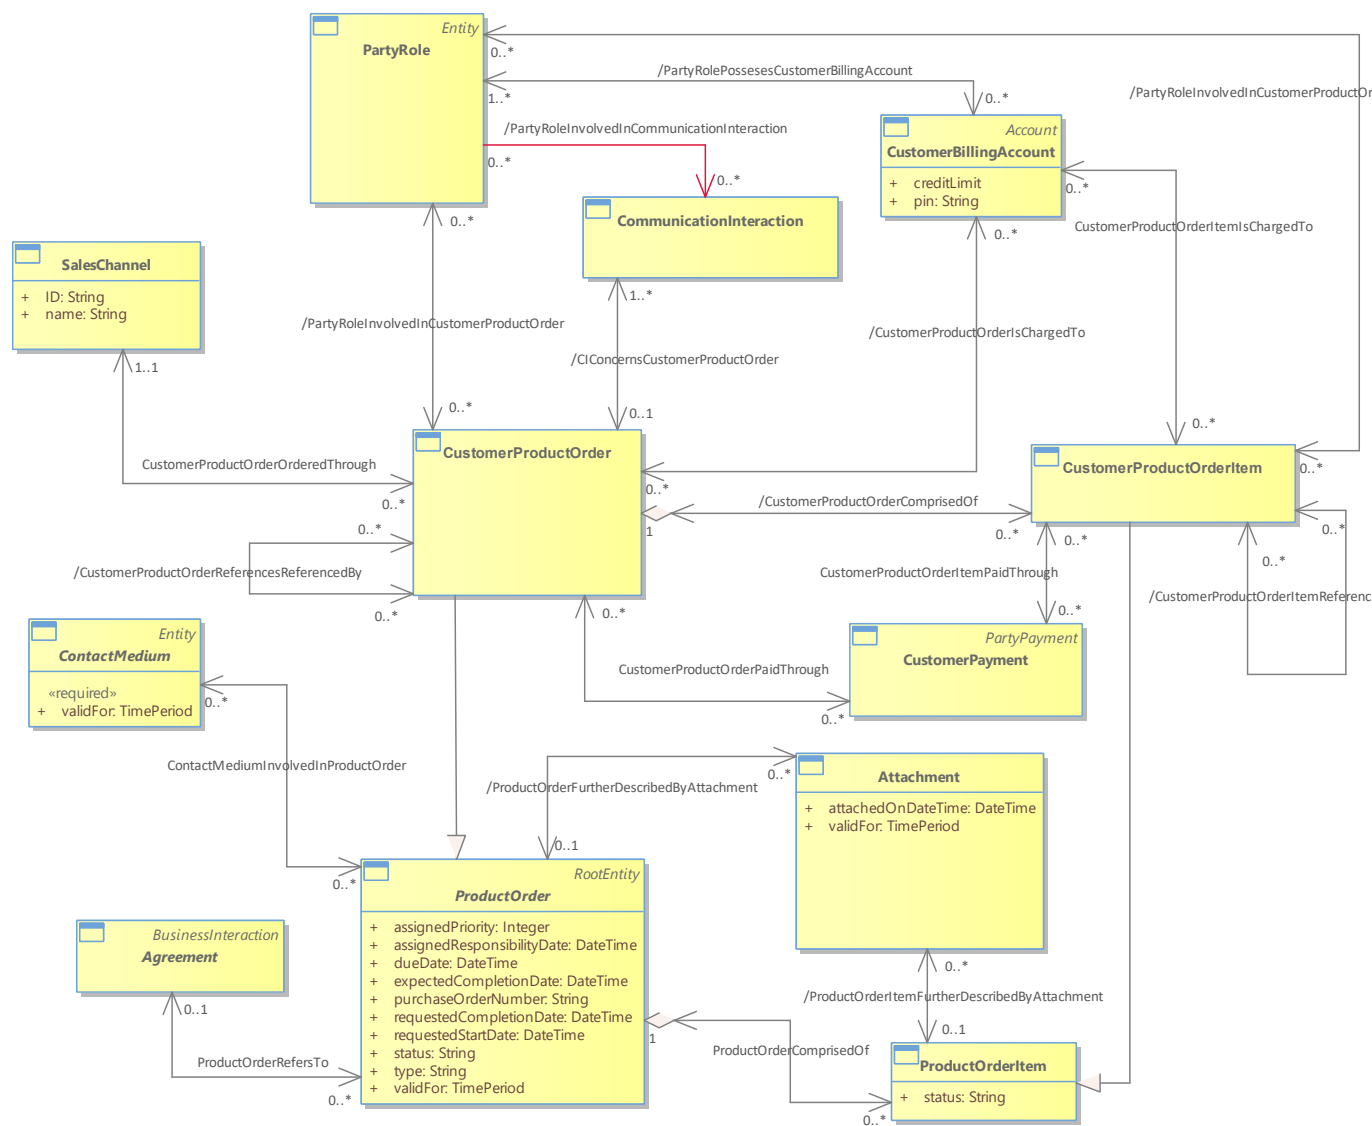 Entity
PartyRole
0..*
/PartyRolePossesesCustomerBillingAccount
1..*
0..*
/PartyRoleInvolvedInCustomerProductOr
/PartyRoleInvolvedInCommunicationInteraction
0..*
0..*
Account
CustomerBillingAccount
+ creditLimit
+ pin: String
0..*
0..*
CustomerProductOrderItemIsChargedTo
CommunicationInteraction
0..*
SalesChannel
+ ID: String
+ name: String
1..1
1..*
/PartyRoleInvolvedInCustomerProductOrder
/CustomerProductOrderIsChargedTo
/CIConcernsCustomerProductOrder
0..*
0..1
0..*
CustomerProductOrder
CustomerProductOrderItem
CustomerProductOrderOrderedThrough
0..*
0..*
0..*
/CustomerProductOrderComprisedOf
1
0..*
0..*
0..*
0..*
0..*
/CustomerProductOrderReferencesReferencedBy
0..*
CustomerProductOrderItemPaidThrough
/CustomerProductOrderItemReferenc
0..*
0..*
Entity
ContactMedium
«required»
+ validFor: TimePeriod
0..*
PartyPayment
CustomerPayment
CustomerProductOrderPaidThrough
0..*
ContactMediumInvolvedInProductOrder
/ProductOrderFurtherDescribedByAttachment
0..*
0..1
Attachment
+ attachedOnDateTime: DateTime
+ validFor: TimePeriod
0..*
RootEntity
ProductOrder
+ assignedPriority: Integer
+ assignedResponsibilityDate: DateTime
+ dueDate: DateTime
+ expectedCompletionDate: DateTime
+ purchaseOrderNumber: String
+ requestedCompletionDate: DateTime
+ requestedStartDate: DateTime
+ status: String
+ type: String
+ validFor: TimePeriod
BusinessInteraction
Agreement
0..1
ProductOrderRefersTo
0..*
0..*
/ProductOrderItemFurtherDescribedByAttachment
0..1
1
ProductOrderComprisedOf
0..*
ProductOrderItem
+ status: String